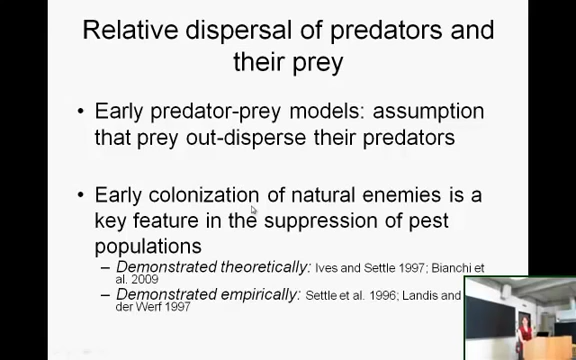 Relative dispersal of predators and
their prey
• Early predator-prey models: assumption
that prey out-disperse their predators
• Early colonization of natural enemies is a
key feature in the suppression of pest
populations
– Demonstrated theoretically: Ives and Settle 1997; Bianchi et
al. 2009
– Demonstrated empirically: Settle et al. 1996; Landis and
der Werf 1997